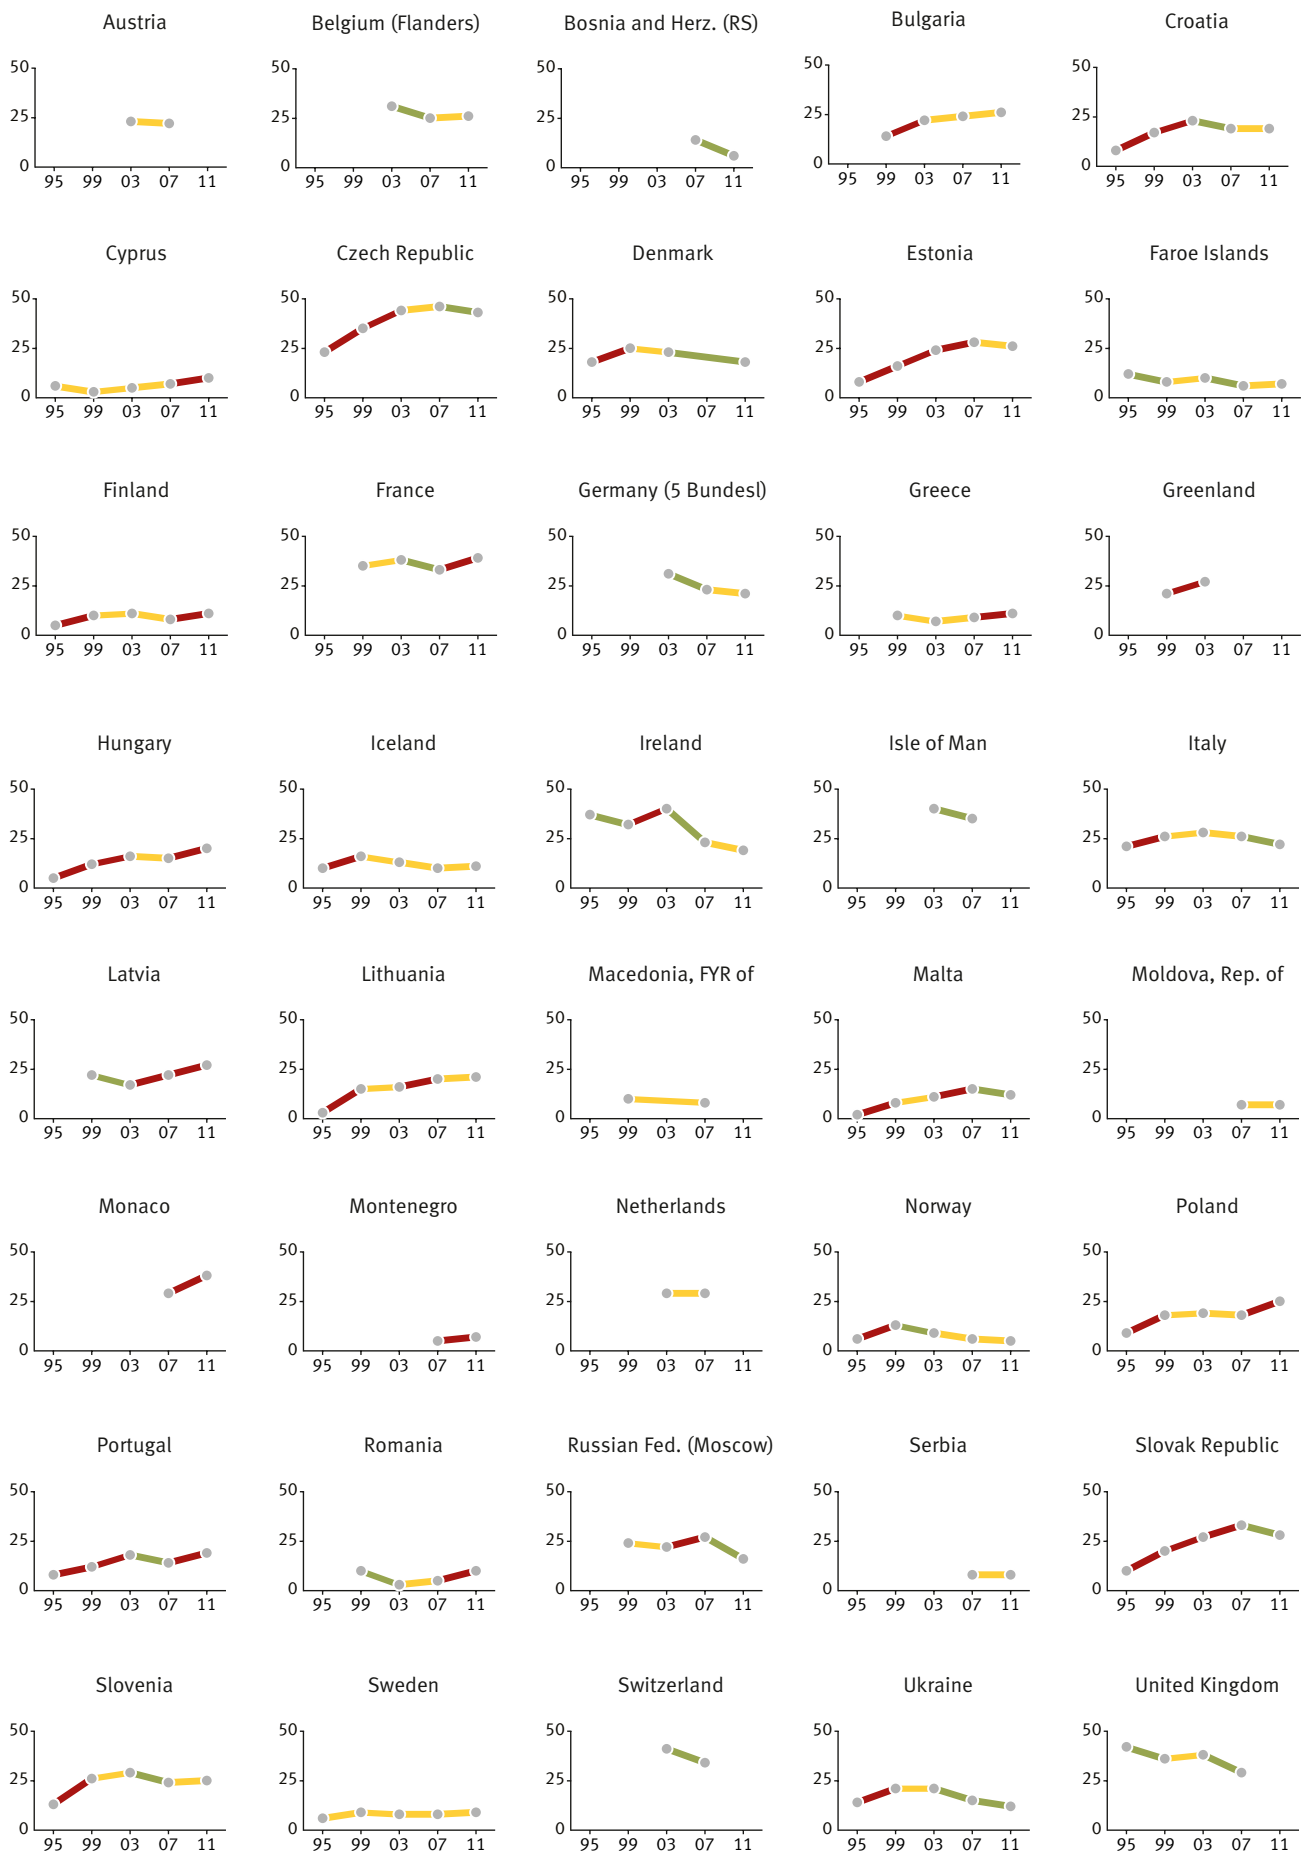 Austria
Belgium (Flanders)
Bosnia and Herz. (RS)
Bulgaria
Croatia
50
25
0
95 99 03 07 11
50
25
0
95 99 03 07 11
50
25
0
95 99 03 07 11
50
25
0
95 99 03 07 11
50
25
0
95 99 03 07 11
Cyprus
Czech Republic
Denmark
Estonia
Faroe Islands
50
25
0
95 99 03 07 11
50
25
0
95 99 03 07 11
50
25
0
95 99 03 07 11
50
25
0
95 99 03 07 11
50
25
0
95 99 03 07 11
Finland
France
Germany (5 Bundesl)
Greece
Greenland
50
25
0
95 99 03 07 11
50
25
0
95 99 03 07 11
50
25
0
95 99 03 07 11
50
25
0
95 99 03 07 11
50
25
0
95 99 03 07 11
Hungary
Iceland
Ireland
Isle of Man
Italy
50
25
0
95 99 03 07 11
50
25
0
95 99 03 07 11
50
25
0
95 99 03 07 11
50
25
0
95 99 03 07 11
50
25
0
95 99 03 07 11
Latvia
Lithuania
Macedonia, FYR of
Malta
Moldova, Rep. of
50
25
0
95 99 03 07 11
50
25
0
95 99 03 07 11
50
25
0
95 99 03 07 11
50
25
0
95 99 03 07 11
50
25
0
95 99 03 07 11
Monaco
Montenegro
Netherlands
Norway
Poland
50
25
0
95 99 03 07 11
50
25
0
95 99 03 07 11
50
25
0
95 99 03 07 11
50
25
0
95 99 03 07 11
50
25
0
95 99 03 07 11
Portugal
Romania
Russian Fed. (Moscow)
Serbia
Slovak Republic
50
25
0
95 99 03 07 11
50
25
0
95 99 03 07 11
50
25
0
95 99 03 07 11
50
25
0
95 99 03 07 11
50
25
0
95 99 03 07 11
Slovenia
Sweden
Switzerland
Ukraine
United Kingdom
50
25
0
95 99 03 07 11
50
25
0
95 99 03 07 11
50
25
0
95 99 03 07 11
50
25
0
95 99 03 07 11
50
25
0
95 99 03 07 11